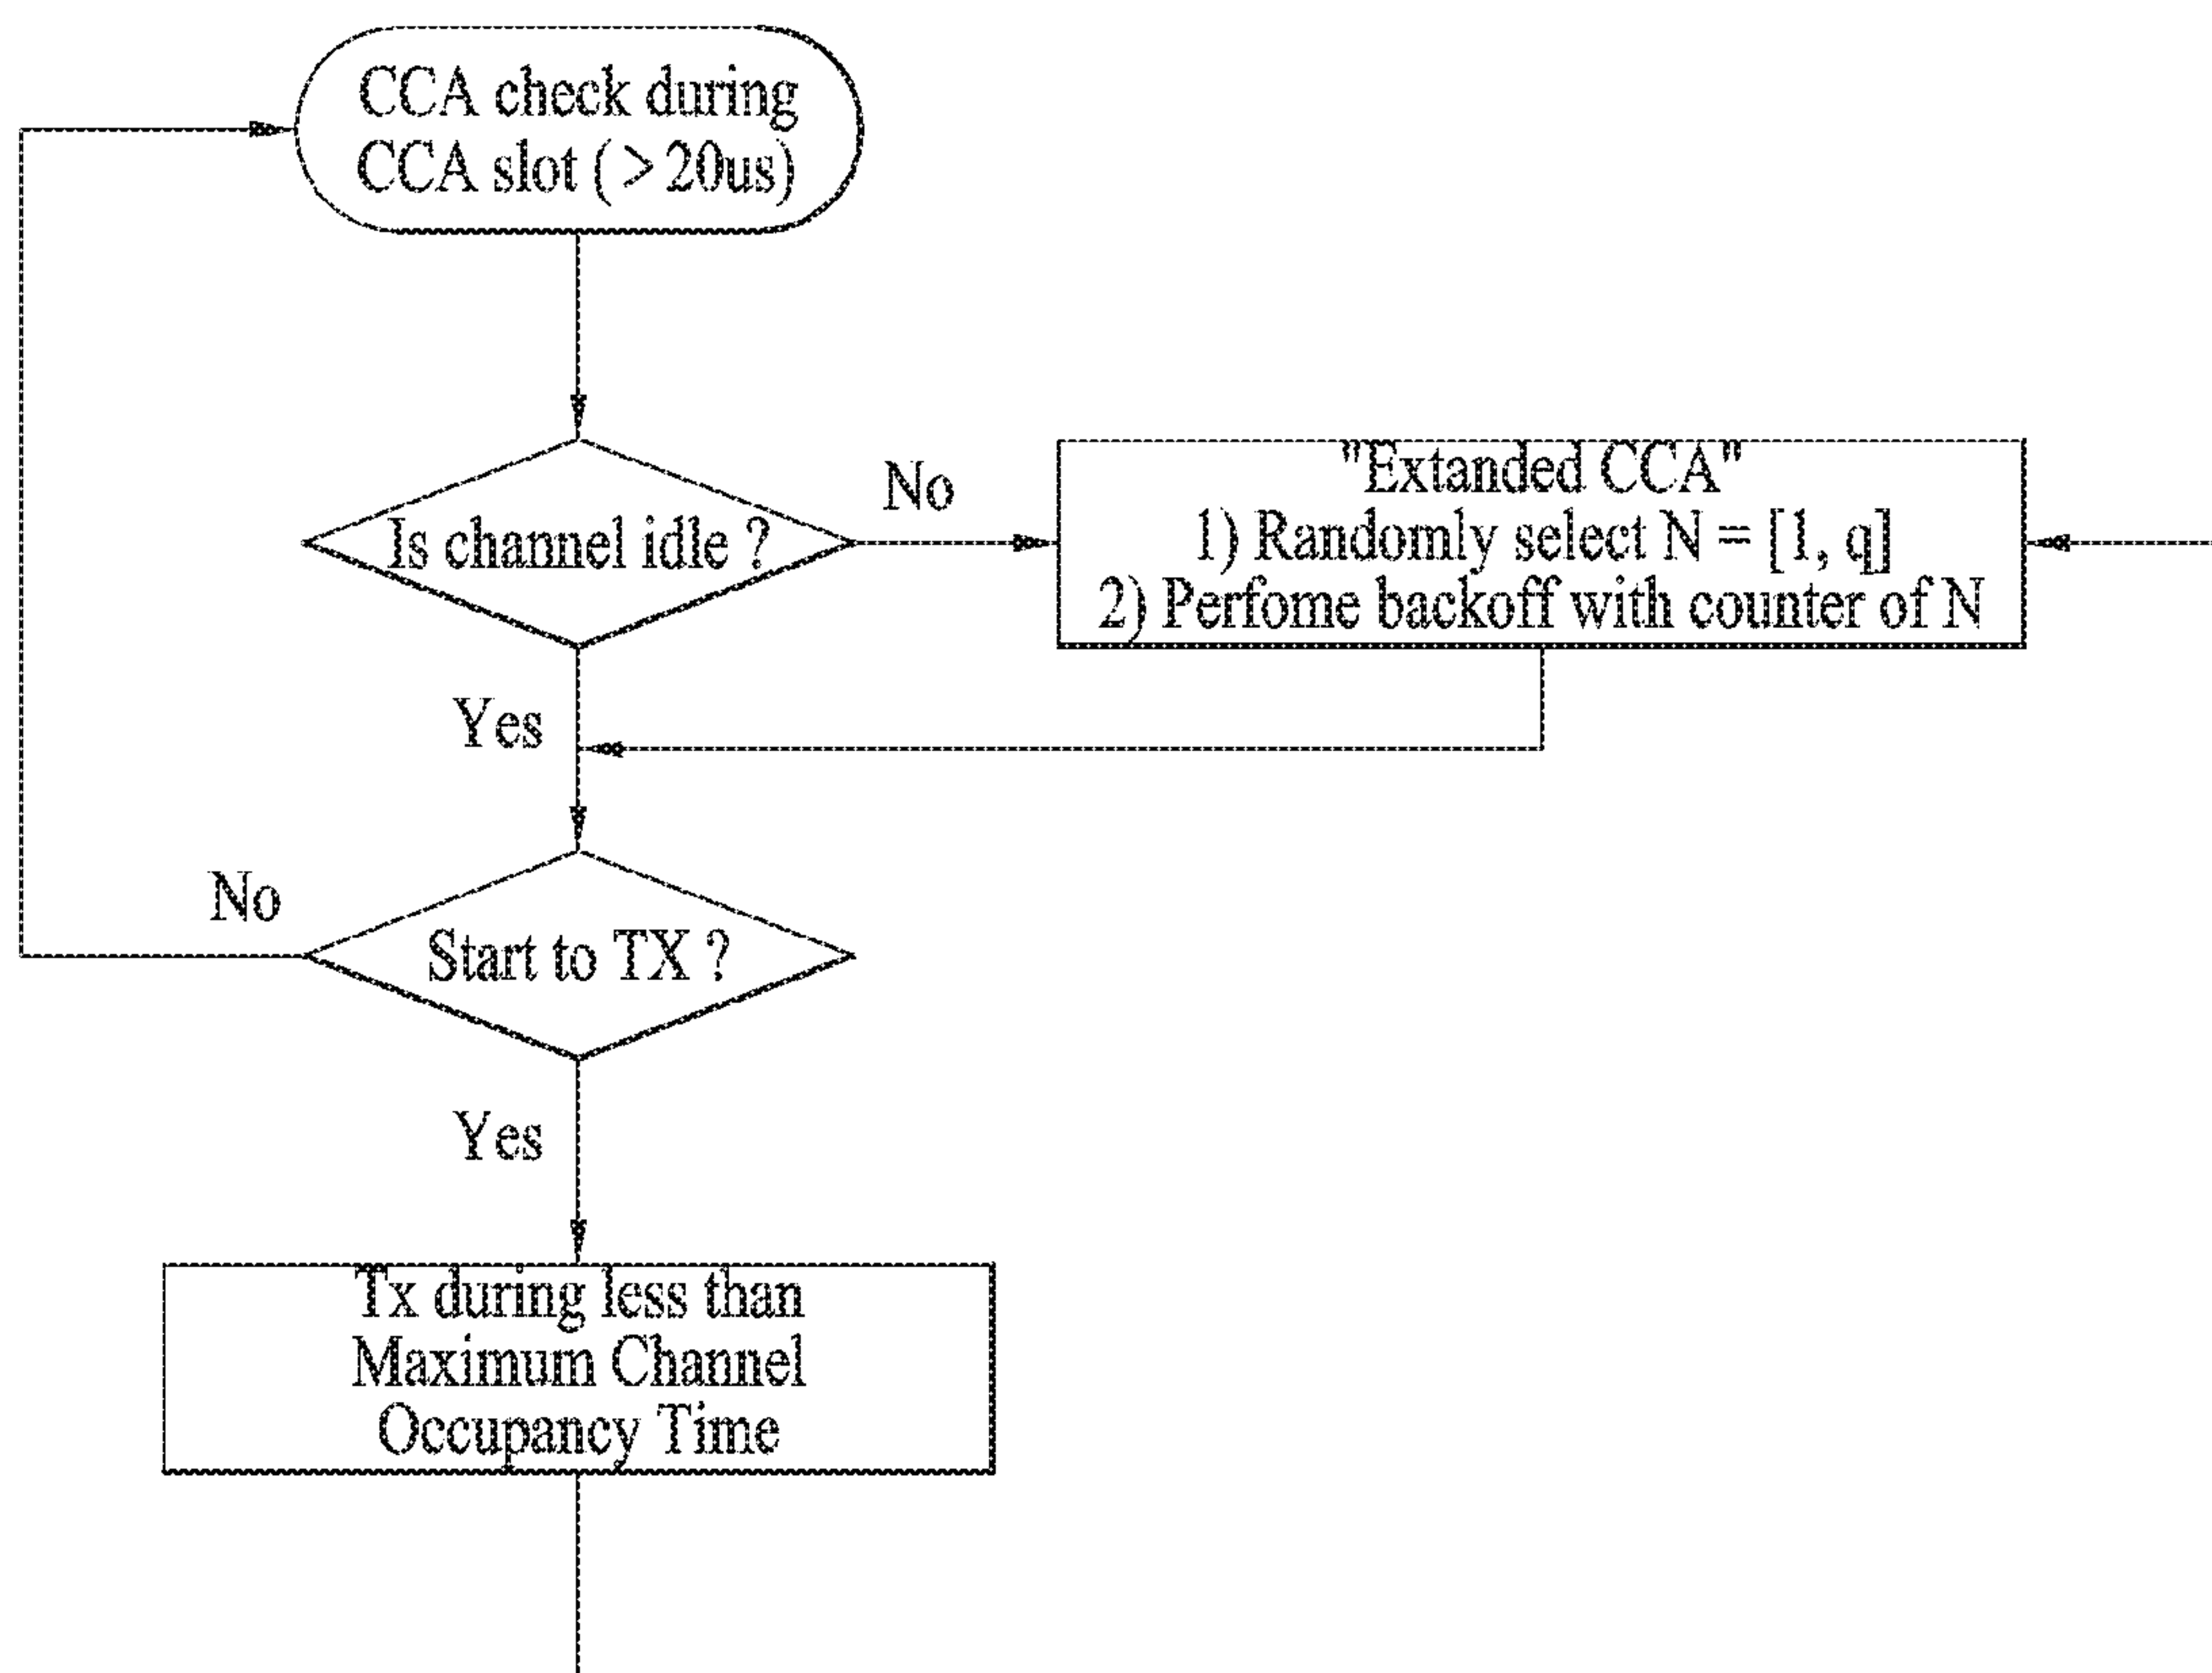 CCA check during
CCA slot ( > 20us)
Is channel idle ?
No
"Extanded CCA"
1) Randomly select N = [1, q]
2) Perfome backoff with counter of N
Yes
No
Start to TX ?
Yes
Tx during less than
Maximum Channel
Occupancy Time